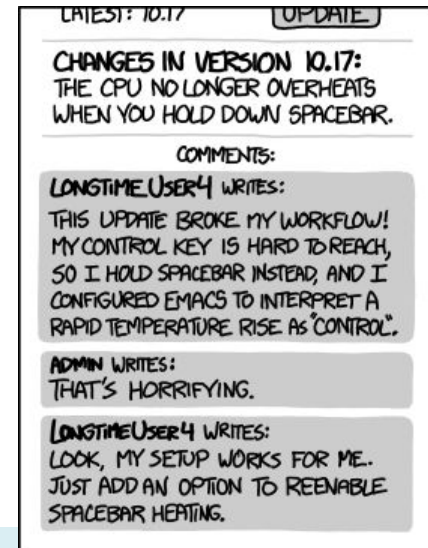 LATEST: 10.17 UPDATE
CHANGES IN VERSION 10.17:
THE CPU NO LONGER OVERHEATS
WHEN YOU HOLD DOWN SPACEBAR.
COMMENTS:
LONGTIMEUSER4 WRITES:
THIS UPDATE BROKE MY WORKFLOW!
MY CONTROL KEY IS HARD TO REACH,
SO I HOLD SPACEBAR INSTEAD, AND I
CONFIGURED EMACS TO INTERPRET A
RAPID TEMPERATURE RISE AS "CONTROL".
ADMIN WRITES:
THAT'S HORRIFYING.
LONGTIMEUSER4 WRITES:
LOOK, MY SETUP WORKS FOR ME.
JUST ADD AN OPTION TO REENABLE
SPACEBAR HEATING.